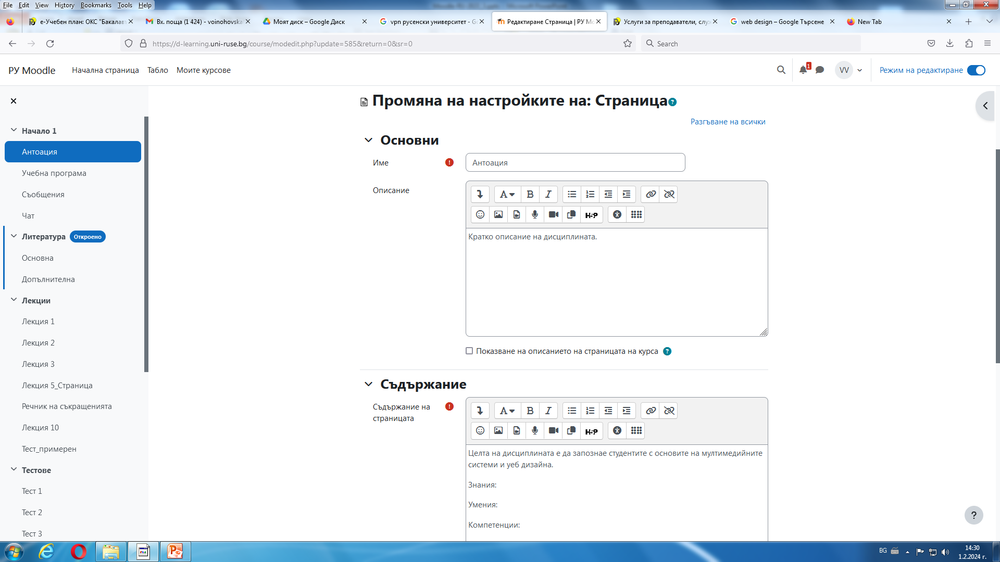 File Edit View History Bookmarks Tools Help
е-Учебен план: ОКС "Бакалав
Вх. поща (1 424) - voinohovska
Моят диск – Google Диск
vpn русенски университет - Go
Редактиране Страница | РУ Mo
Услуги за преподаватели, служ
web design – Google Търсене
New Tab
https://d-learning.uni-ruse.bg/course/modedit.php?update=585&return=0&sr=0
Search
РУ Moodle
Начална страница
Табло
Моите курсове
1
VV
Режим на редактиране
Начало 1
Антоация
Учебна програма
Съобщения
Чат
Литература
Откроено
Основна
Допълнителна
Лекции
Лекция 1
Лекция 2
Лекция 3
Лекция 5_Страница
Речник на съкращенията
Лекция 10
Тест_примерен
Тестове
Тест 1
Тест 2
Тест 3
Промяна на настройките на: Страница
Разгъване на всички
Основни
Име
Антоация
Описание
H5P
Кратко описание на дисциплината.
Показване на описанието на страницата на курса
Съдържание
Съдържание на
страницата
H5P
Целта на дисциплината е да запознае студентите с основите на мултимедийните
системи и уеб дизайна.
Знания:
Умения:
Компетенции:
?
BG
14:30
1.2.2024 г.